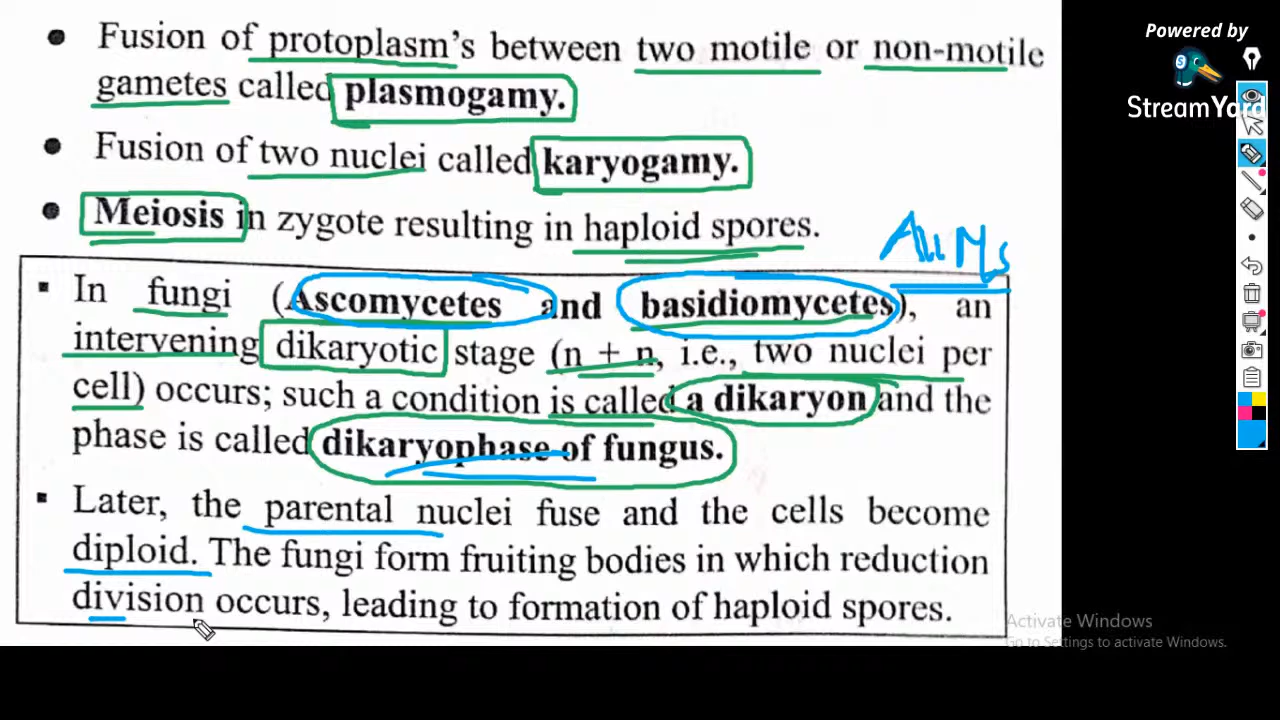 Fusion of protoplasm's between two motile or non-motile
gametes called plasmogamy.
Fusion of two nuclei called karyogamy.
Meiosis in zygote resulting in haploid spores.
AIIMS
In fungi (Ascomycetes and basidiomycetes), an
intervening dikaryotic stage (n + n, i.e., two nuclei per
cell) occurs; such a condition is called a dikaryon and the
phase is called dikaryophase of fungus.
Later, the parental nuclei fuse and the cells become
diploid. The fungi form fruiting bodies in which reduction
division occurs, leading to formation of haploid spores.
Powered by
StreamYard
Activate Windows
Go to Settings to activate Windows.